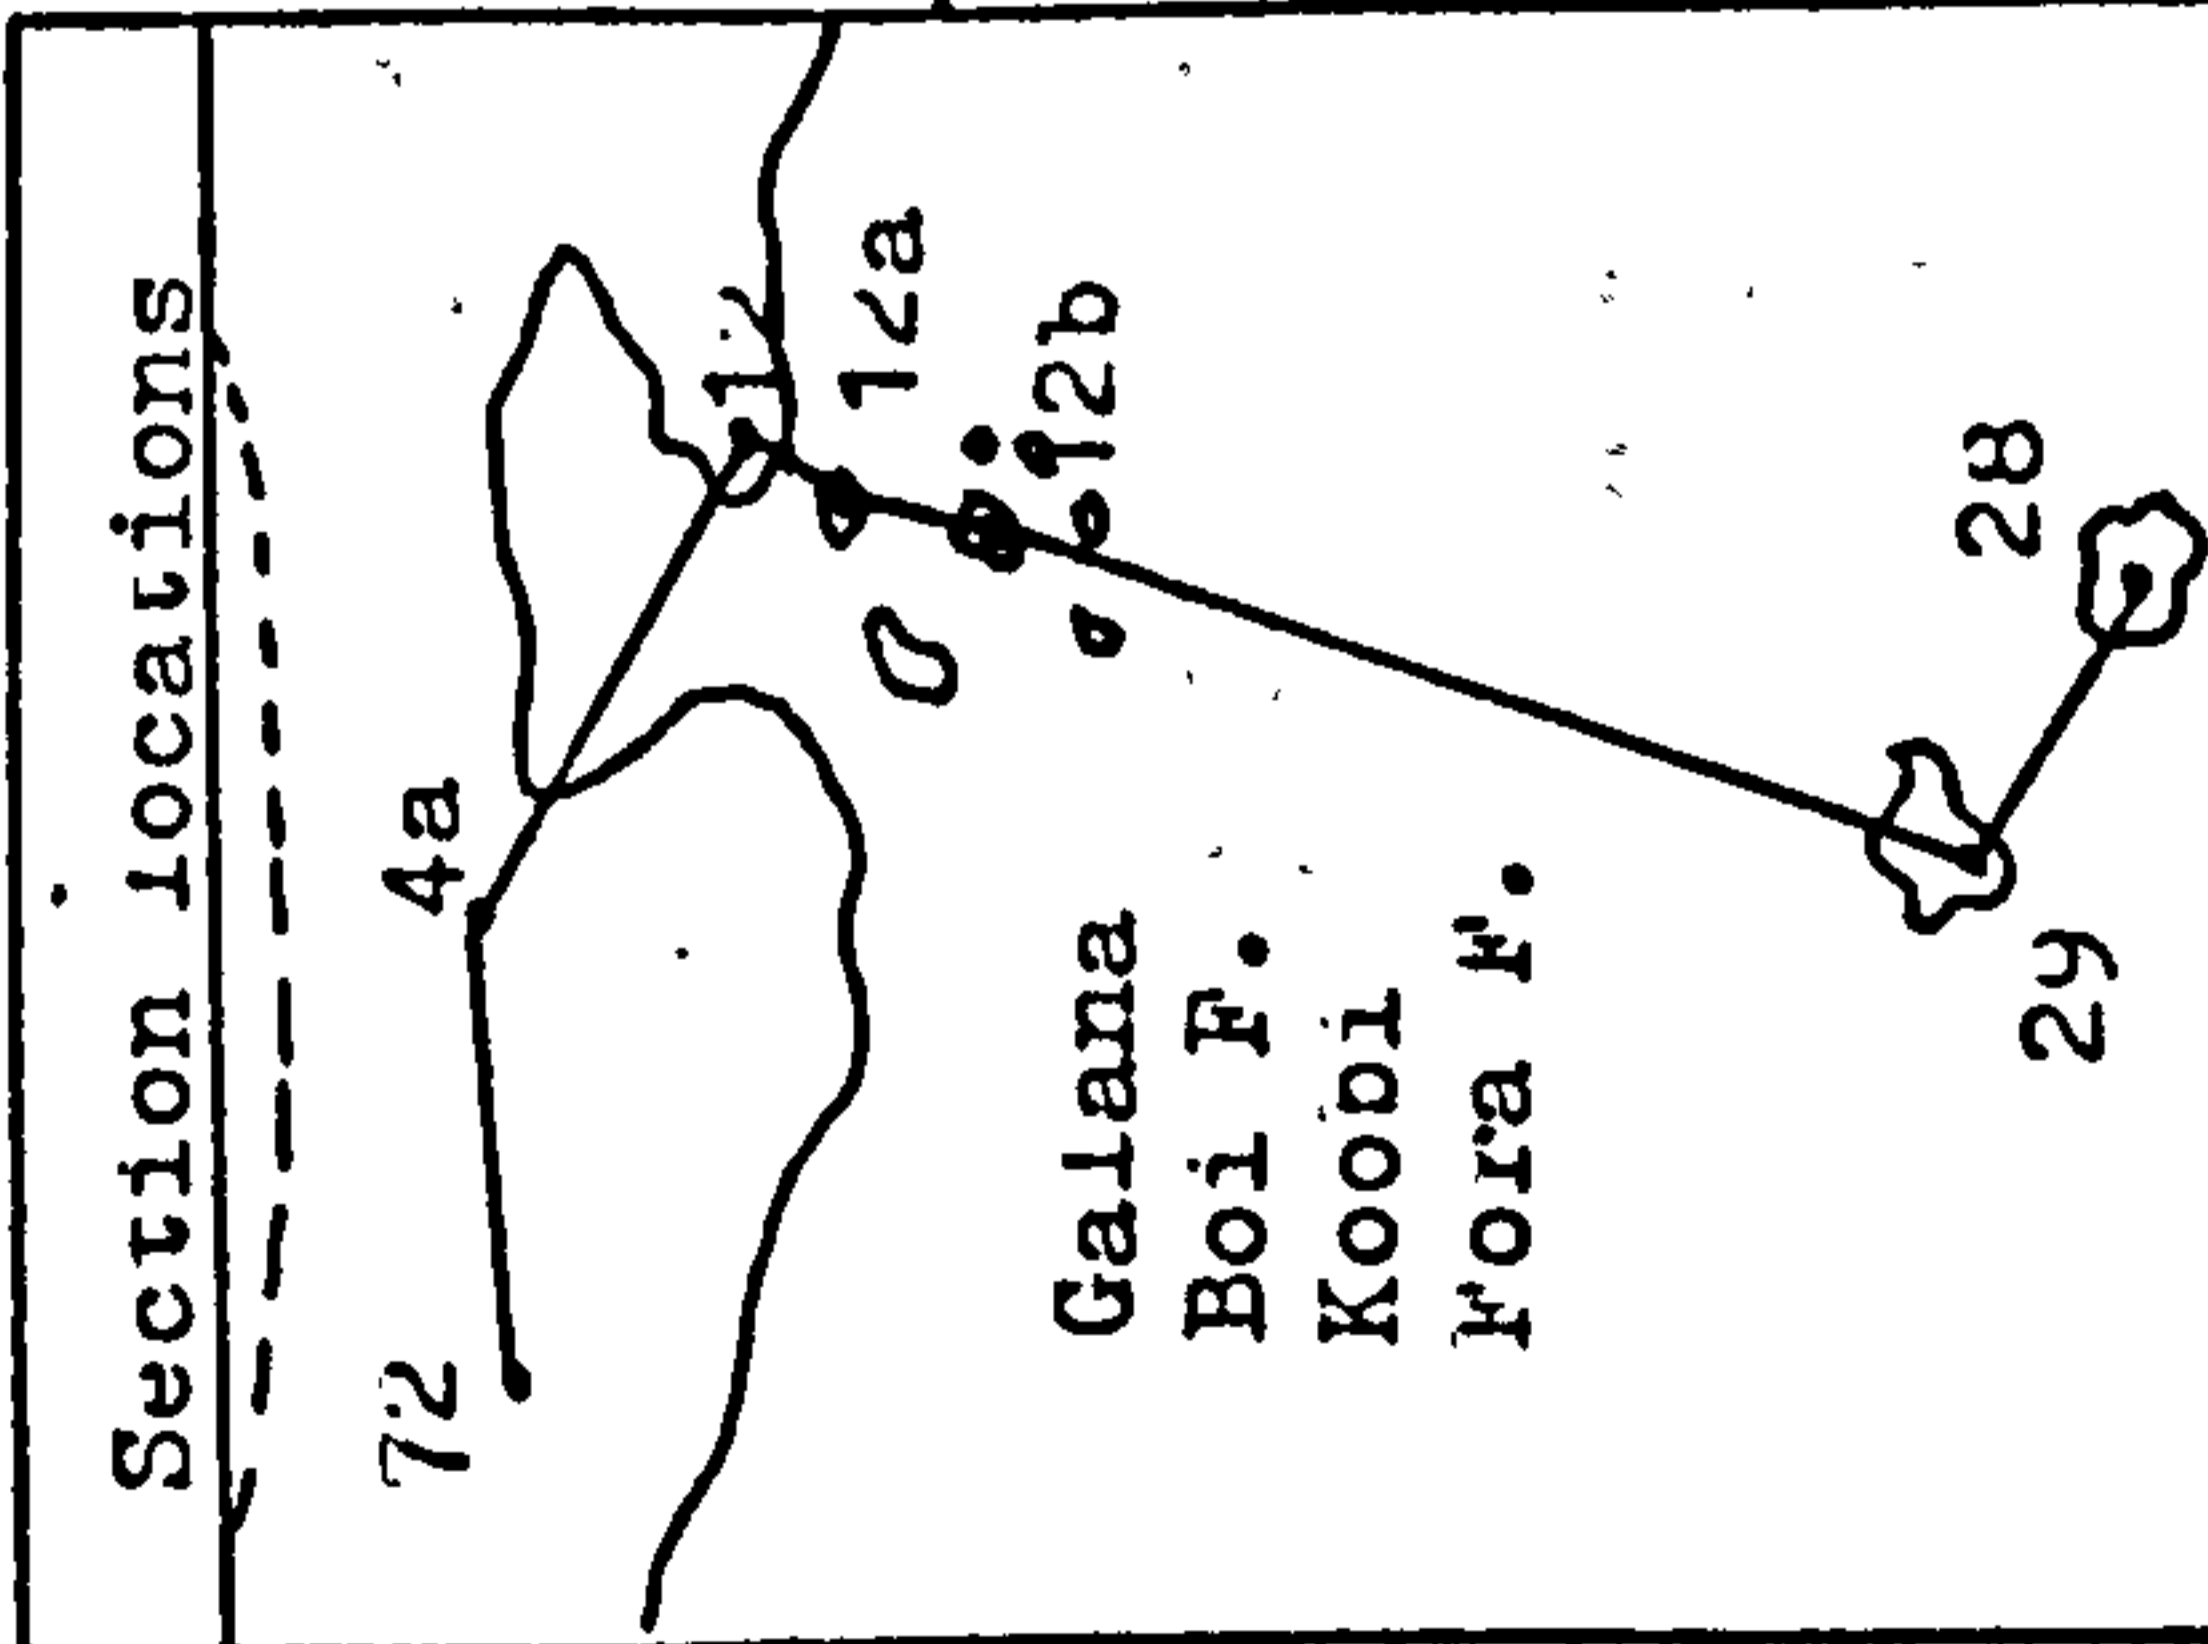 Section locations
72
4a
12
12a
12b
Galana
Boi F.
Koobi
Fora F.
29
28